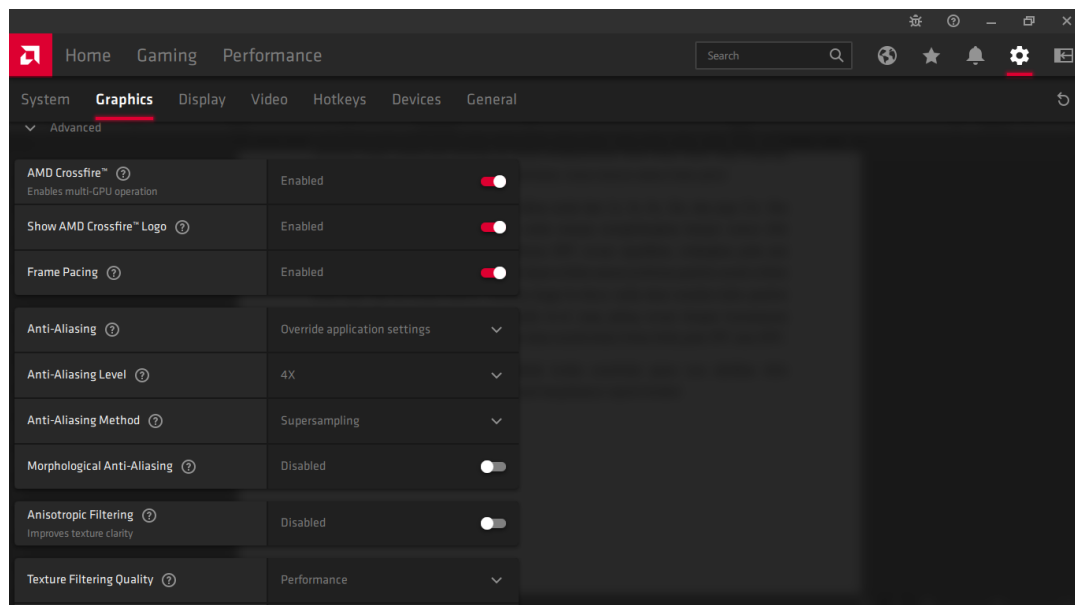 Home Gaming Performance Search
System Graphics Display Video Hotkeys Devices General
Advanced
AMD Crossfire™ Enabled
Enables multi-GPU operation
Show AMD Crossfire™ Logo Enabled
Frame Pacing Enabled
Anti-Aliasing Override application settings
Anti-Aliasing Level 4X
Anti-Aliasing Method Supersampling
Morphological Anti-Aliasing Disabled
Anisotropic Filtering Disabled
Improves texture clarity
Texture Filtering Quality Performance